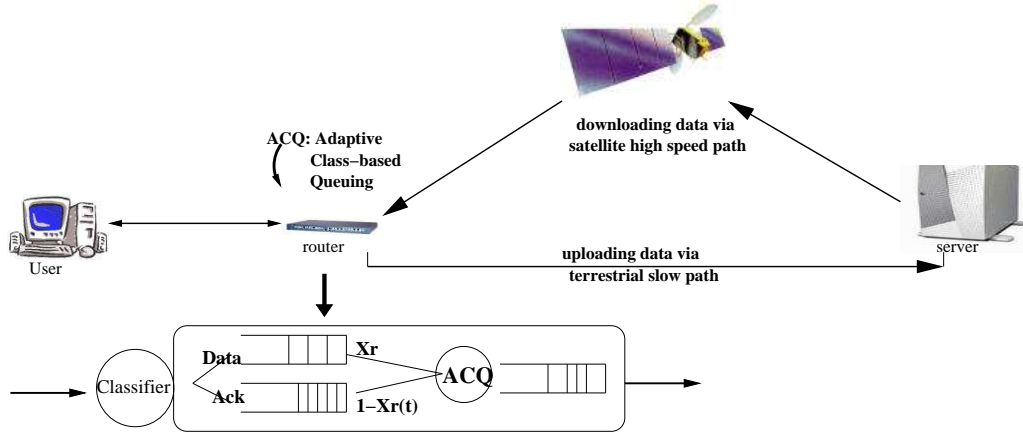 downloading data via
satellite high speed path
ACQ: Adaptive
Class−based
Queuing
User
router
server
uploading data via
terrestrial slow path
Classifier
Data
Xr
Ack
ACQ
1−Xr(t)